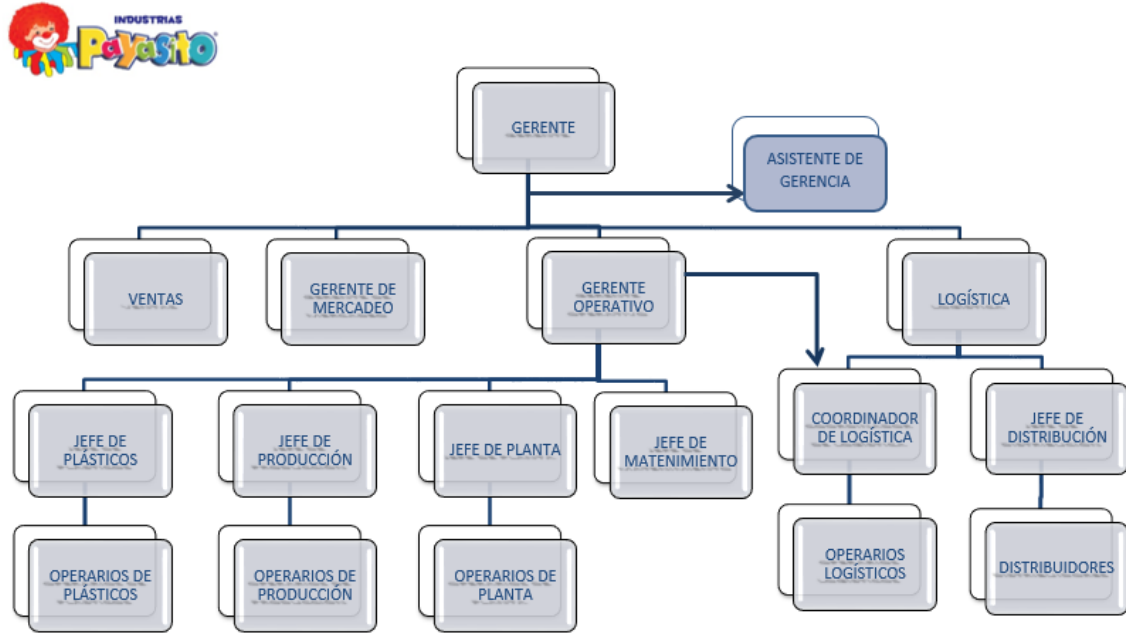 INDUSTRIAS
Payasito
GERENTE
ASISTENTE DE
GERENCIA
VENTAS
GERENTE DE
MERCADEO
GERENTE
OPERATIVO
LOGÍSTICA
JEFE DE
PLÁSTICOS
JEFE DE
PRODUCCIÓN
JEFE DE PLANTA
JEFE DE
MATENIMIENTO
COORDINADOR
DE LOGÍSTICA
JEFE DE
DISTRIBUCIÓN
OPERARIOS DE
PLÁSTICOS
OPERARIOS DE
PRODUCCIÓN
OPERARIOS DE
PLANTA
OPERARIOS
LOGÍSTICOS
DISTRIBUIDORES